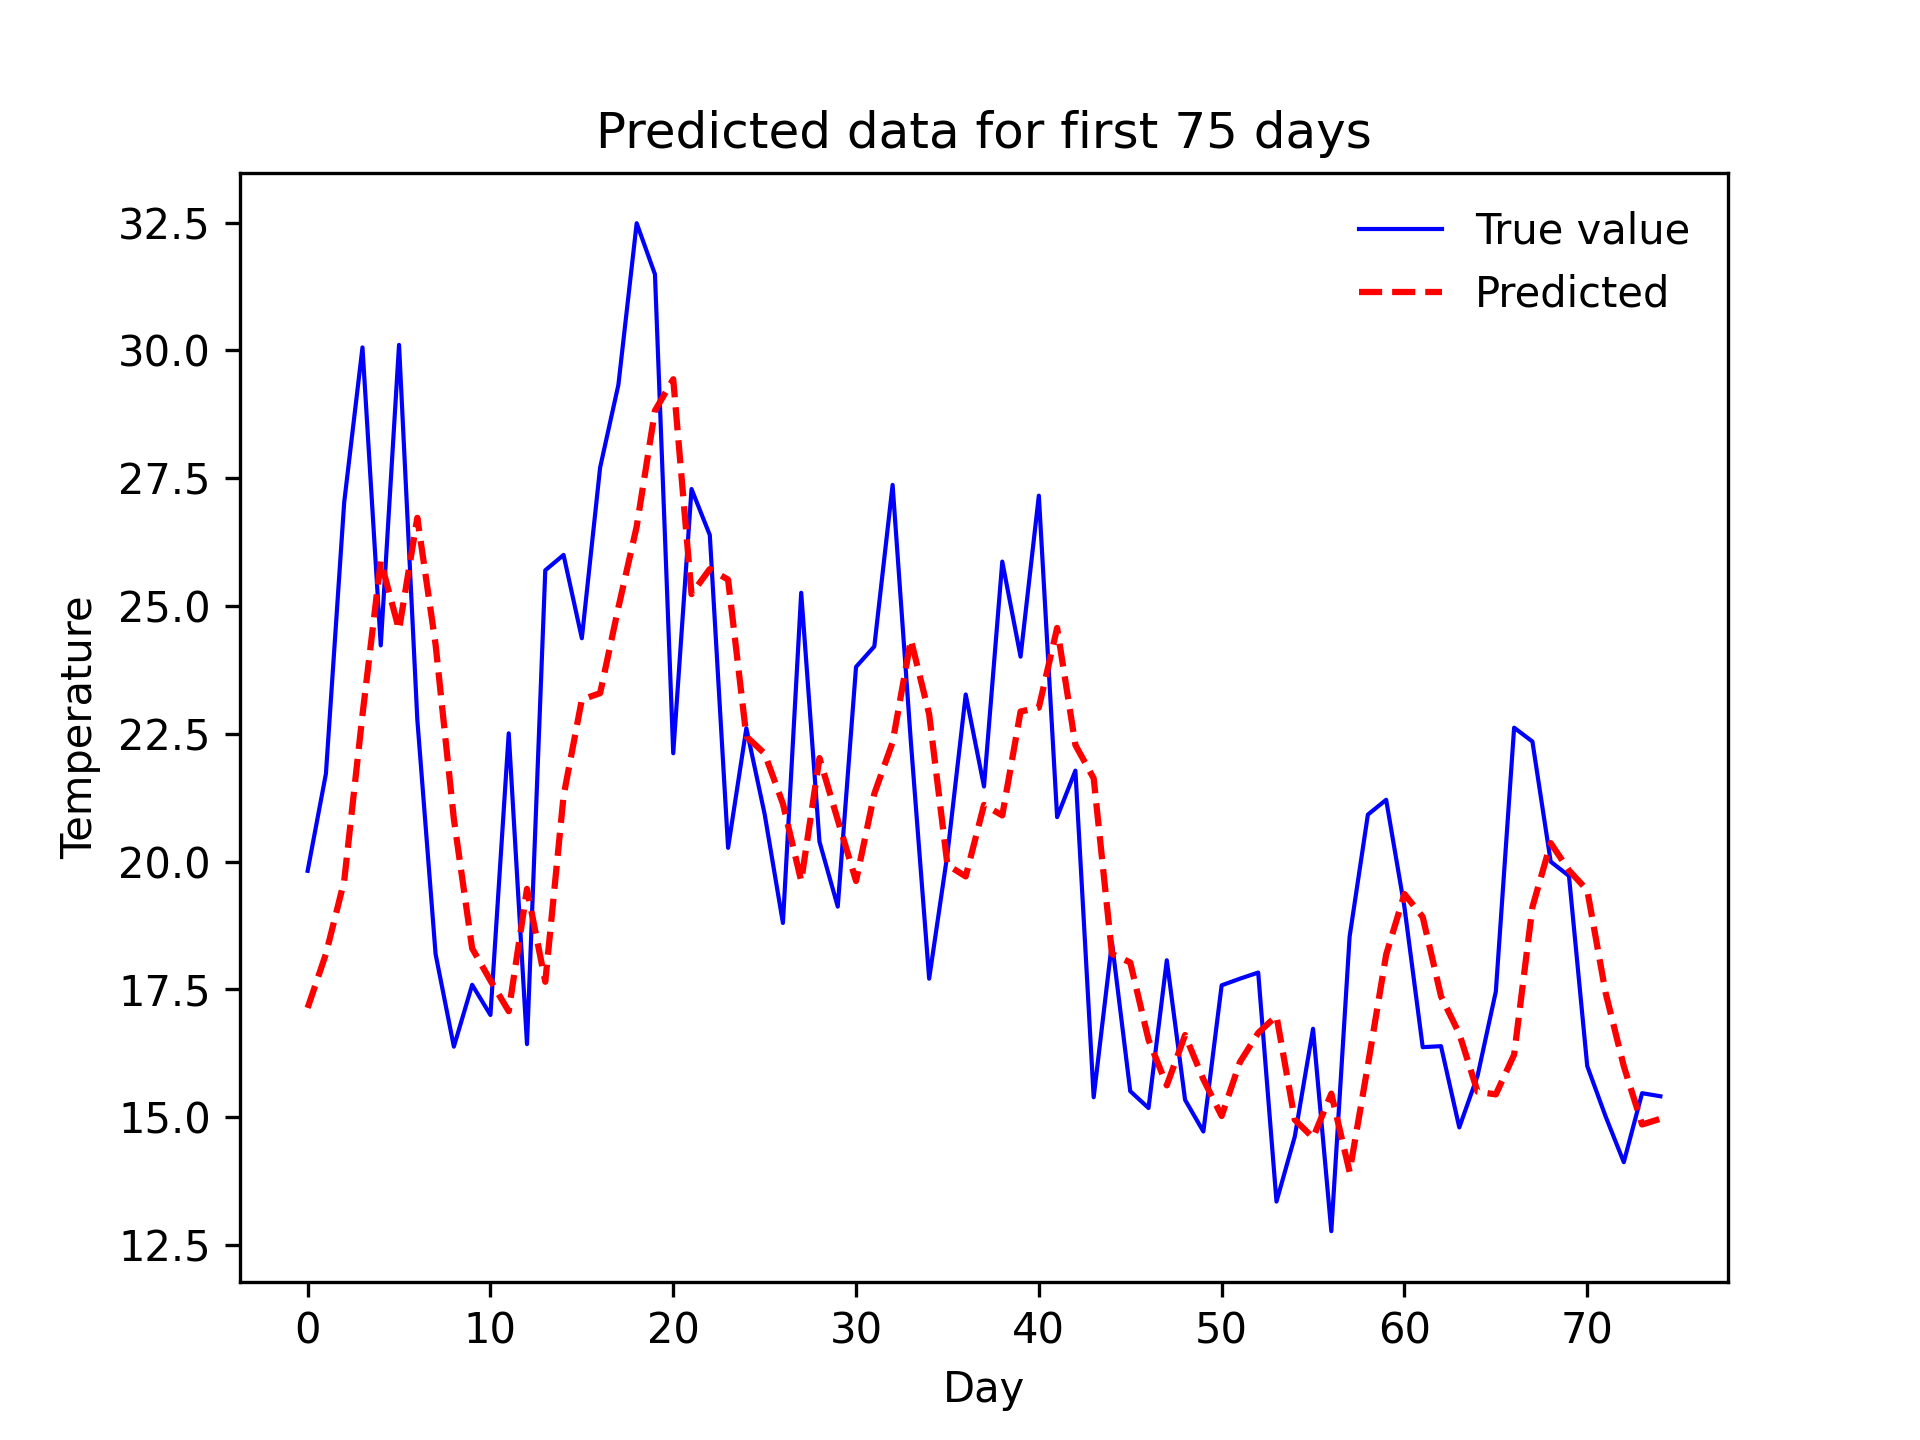 Predicted data for first 75 days
True value
Predicted
32.5
30.0
27.5
25.0
22.5
20.0
17.5
15.0
12.5
Temperature
0 10 20 30 40 50 60 70
Day